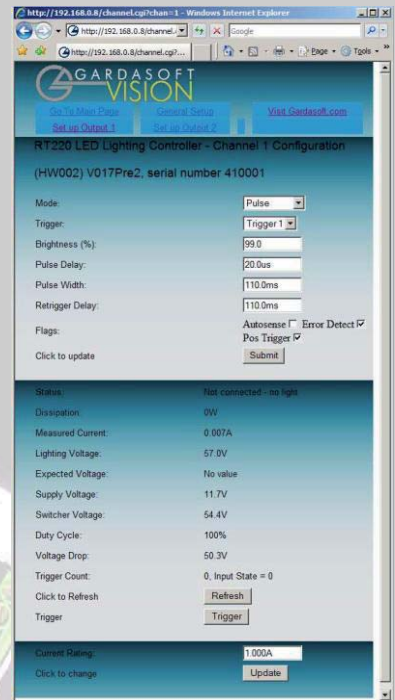 http://192.168.0.8/channel.cgi?chan=1 - Windows Internet Explorer
http://192.168.0.8/channel. Google
http://192.168.0.8/channel.cgi?... Page Tools
GARDASOFT
VISION
Go To Main Page General Setup Visit Gardasoft.com
Set up Output 1 Set up Output 2
RT220 LED Lighting Controller - Channel 1 Configuration
(HW002) V017Pre2, serial number 410001
Mode: Pulse
Trigger: Trigger 1
Brightness (%): 99.0
Pulse Delay: 20.0us
Pulse Width: 110.0ms
Retrigger Delay: 110.0ms
Flags: Autosense Error Detect
Pos Trigger
Click to update Submit
Status: Not connected - no light
Dissipation: 0W
Measured Current: 0.007A
Lighting Voltage: 57.0V
Expected Voltage: No value
Supply Voltage: 11.7V
Switcher Voltage: 54.4V
Duty Cycle: 100%
Voltage Drop: 50.3V
Trigger Count: 0, Input State = 0
Click to Refresh Refresh
Trigger Trigger
Current Rating: 1.000A
Click to change Update